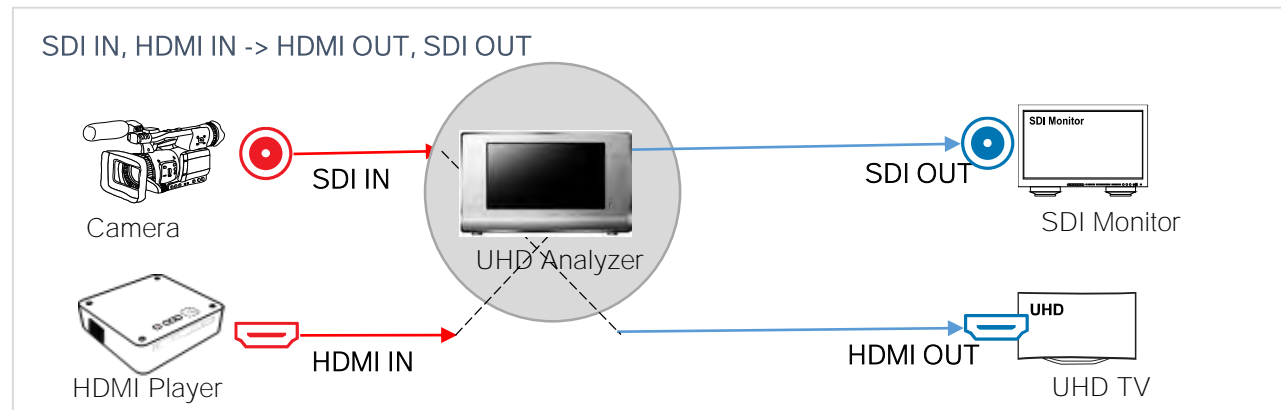 SDI IN, HDMI IN -> HDMI OUT, SDI OUT
SDI Monitor
SDI IN
SDI OUT
Camera
SDI Monitor
UHD Analyzer
UHD
HDMI IN
HDMI OUT
HDMI Player
UHD TV